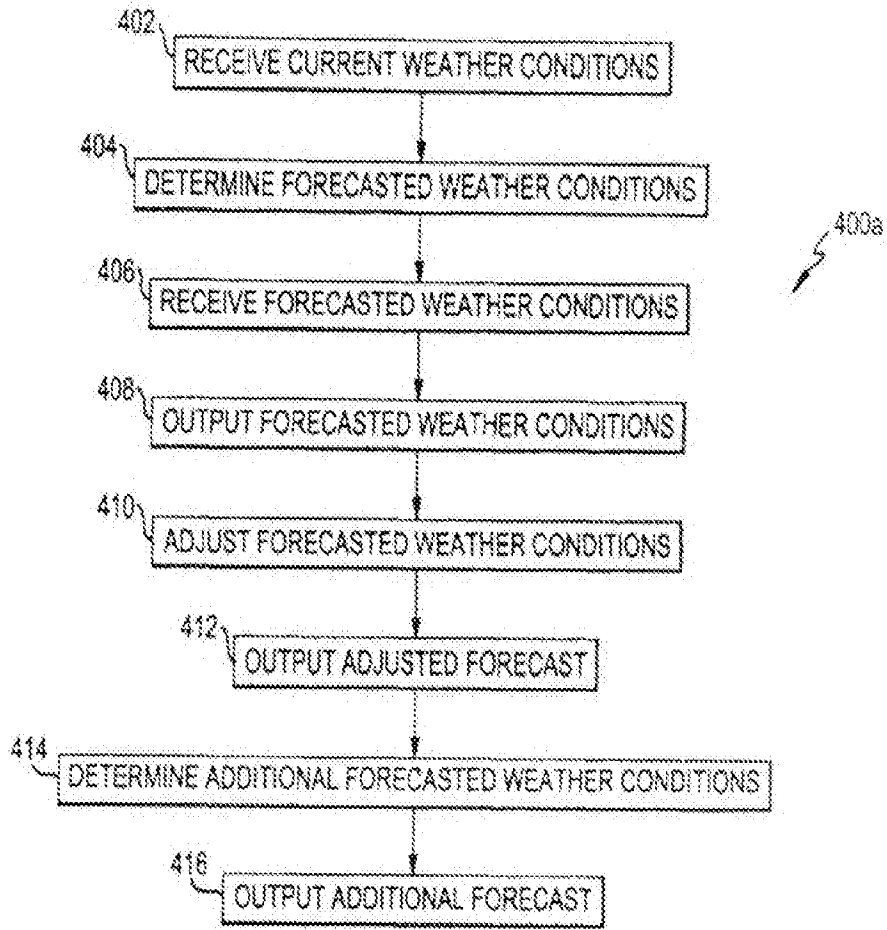 402
RECEIVE CURRENT WEATHER CONDITIONS
404
DETERMINE FORECASTED WEATHER CONDITIONS
400a
406
RECEIVE FORECASTED WEATHER CONDITIONS
408
OUTPUT FORECASTED WEATHER CONDITIONS
410
ADJUST FORECASTED WEATHER CONDITIONS
412
OUTPUT ADJUSTED FORECAST
414
DETERMINE ADDITIONAL FORECASTED WEATHER CONDITIONS
416
OUTPUT ADDITIONAL FORECAST